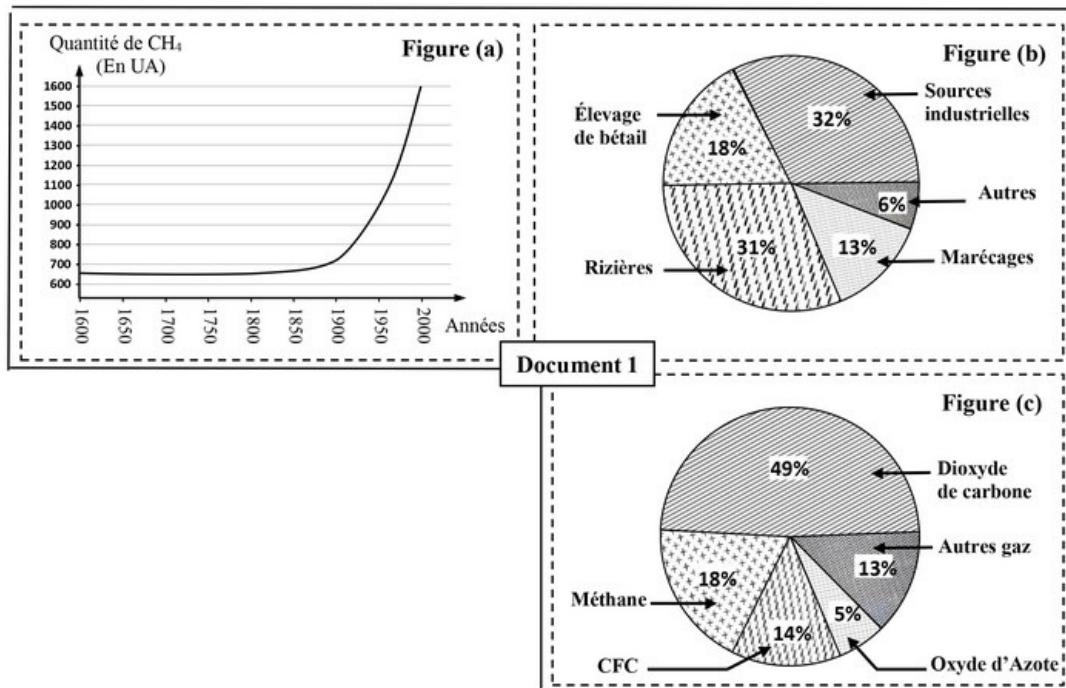 Quantité de CH₄
(En UA)
Figure (a)
1600
1500
1400
1300
1200
1100
1000
900
800
700
600
1600
1650
1700
1750
1800
1850
1900
1950
2000
Années
Figure (b)
Élevage
de bétail
18%
32%
Sources
industrielles
6%
Autres
Rizières
31%
13%
Marécages
Document 1
Figure (c)
49%
Dioxyde
de carbone
Autres gaz
13%
18%
Méthane
5%
14%
CFC
Oxyde d'Azote